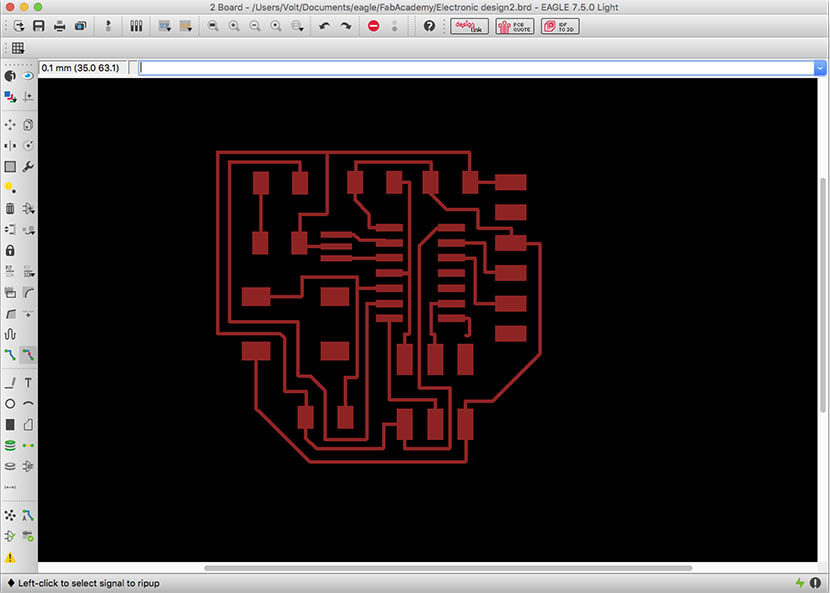 2 Board - /Users/Volt/Documents/eagle/FabAcademy/Electronic design2.brd - EAGLE 7.5.0 Light
design link
PCB QUOTE
IDF TO 3D
0.1 mm (35.0 63.1)
Left-click to select signal to ripup